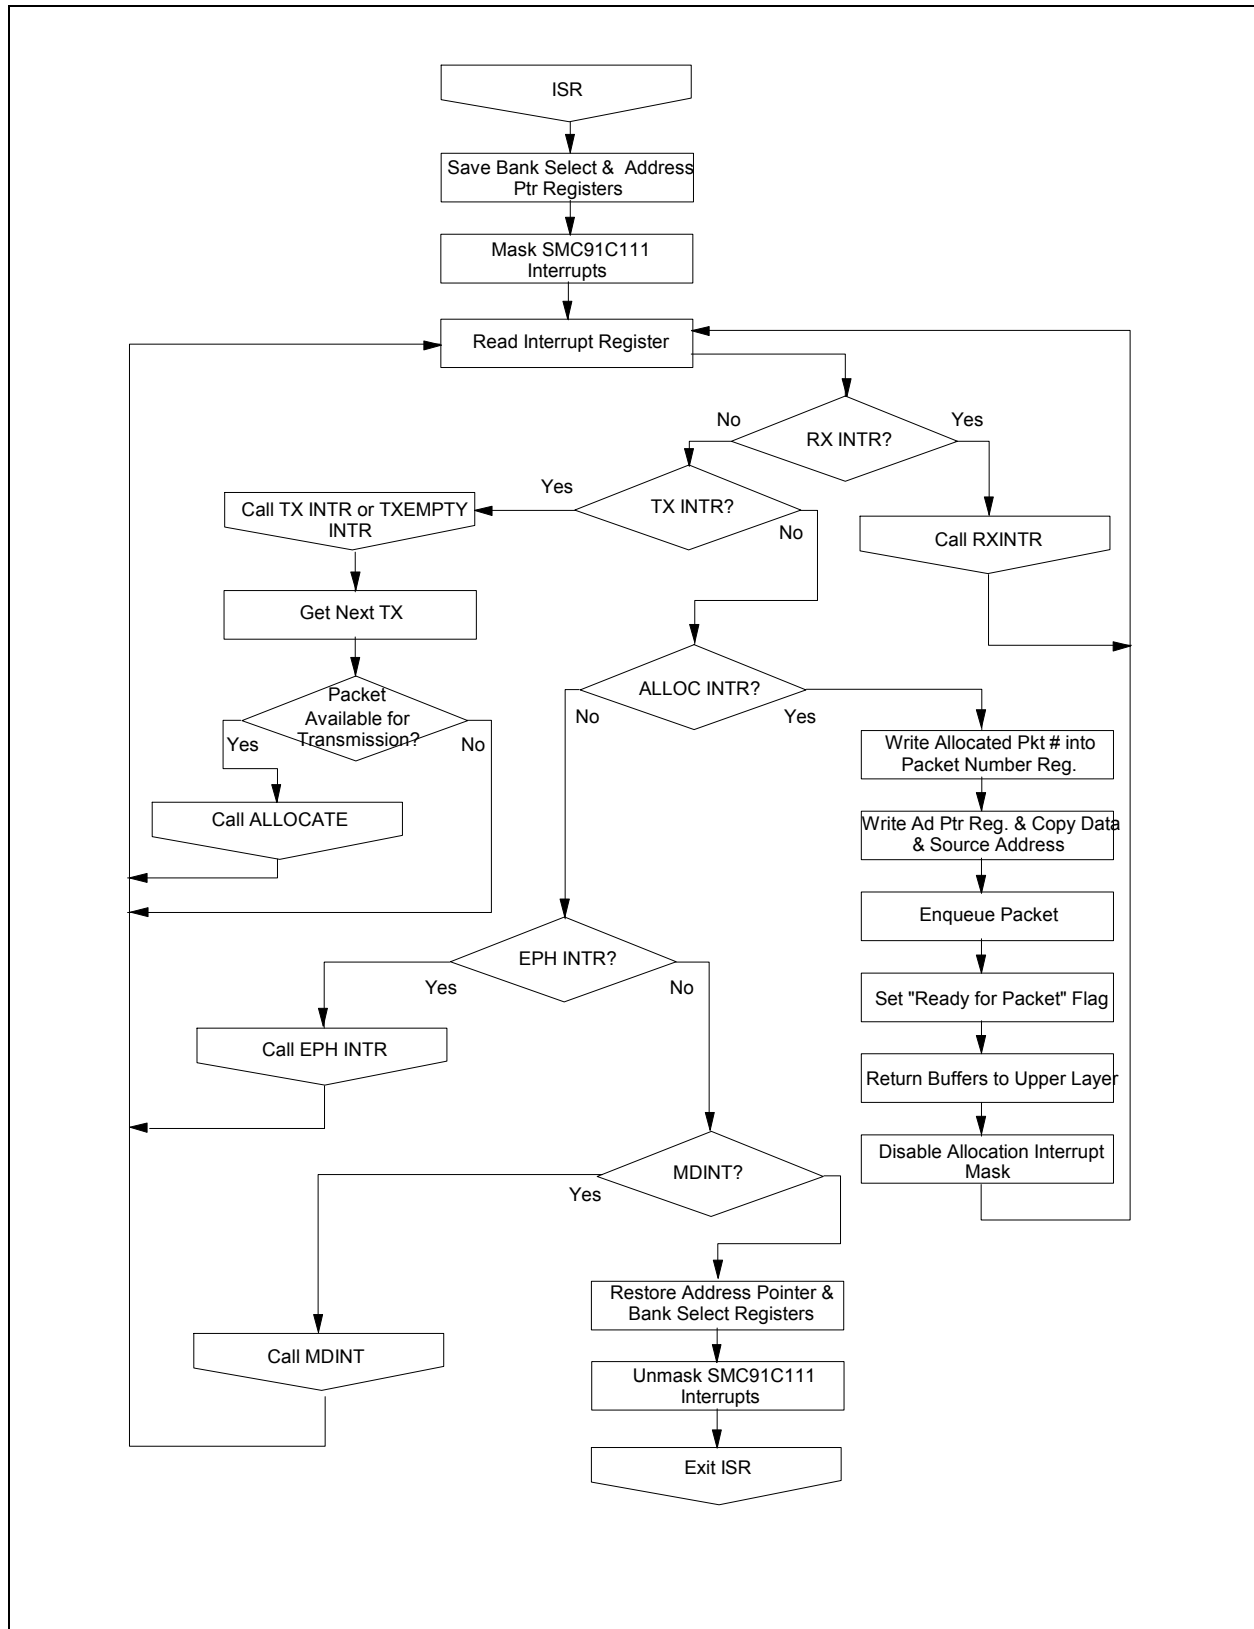 ISR
Save Bank Select & Address
Ptr Registers
Mask SMC91C111
Interrupts
Read Interrupt Register
No
Yes
RX INTR?
Yes
TX INTR?
No
Call TX INTR or TXEMPTY
INTR
Call RXINTR
Get Next TX
ALLOC INTR?
No
Yes
Packet
Available for
Transmission?
Yes
No
Write Allocated Pkt # into
Packet Number Reg.
Call ALLOCATE
Write Ad Ptr Reg. & Copy Data
& Source Address
Enqueue Packet
EPH INTR?
Yes
No
Set "Ready for Packet" Flag
Call EPH INTR
Return Buffers to Upper Layer
Disable Allocation Interrupt
Mask
MDINT?
Yes
Restore Address Pointer &
Bank Select Registers
Call MDINT
Unmask SMC91C111
Interrupts
Exit ISR